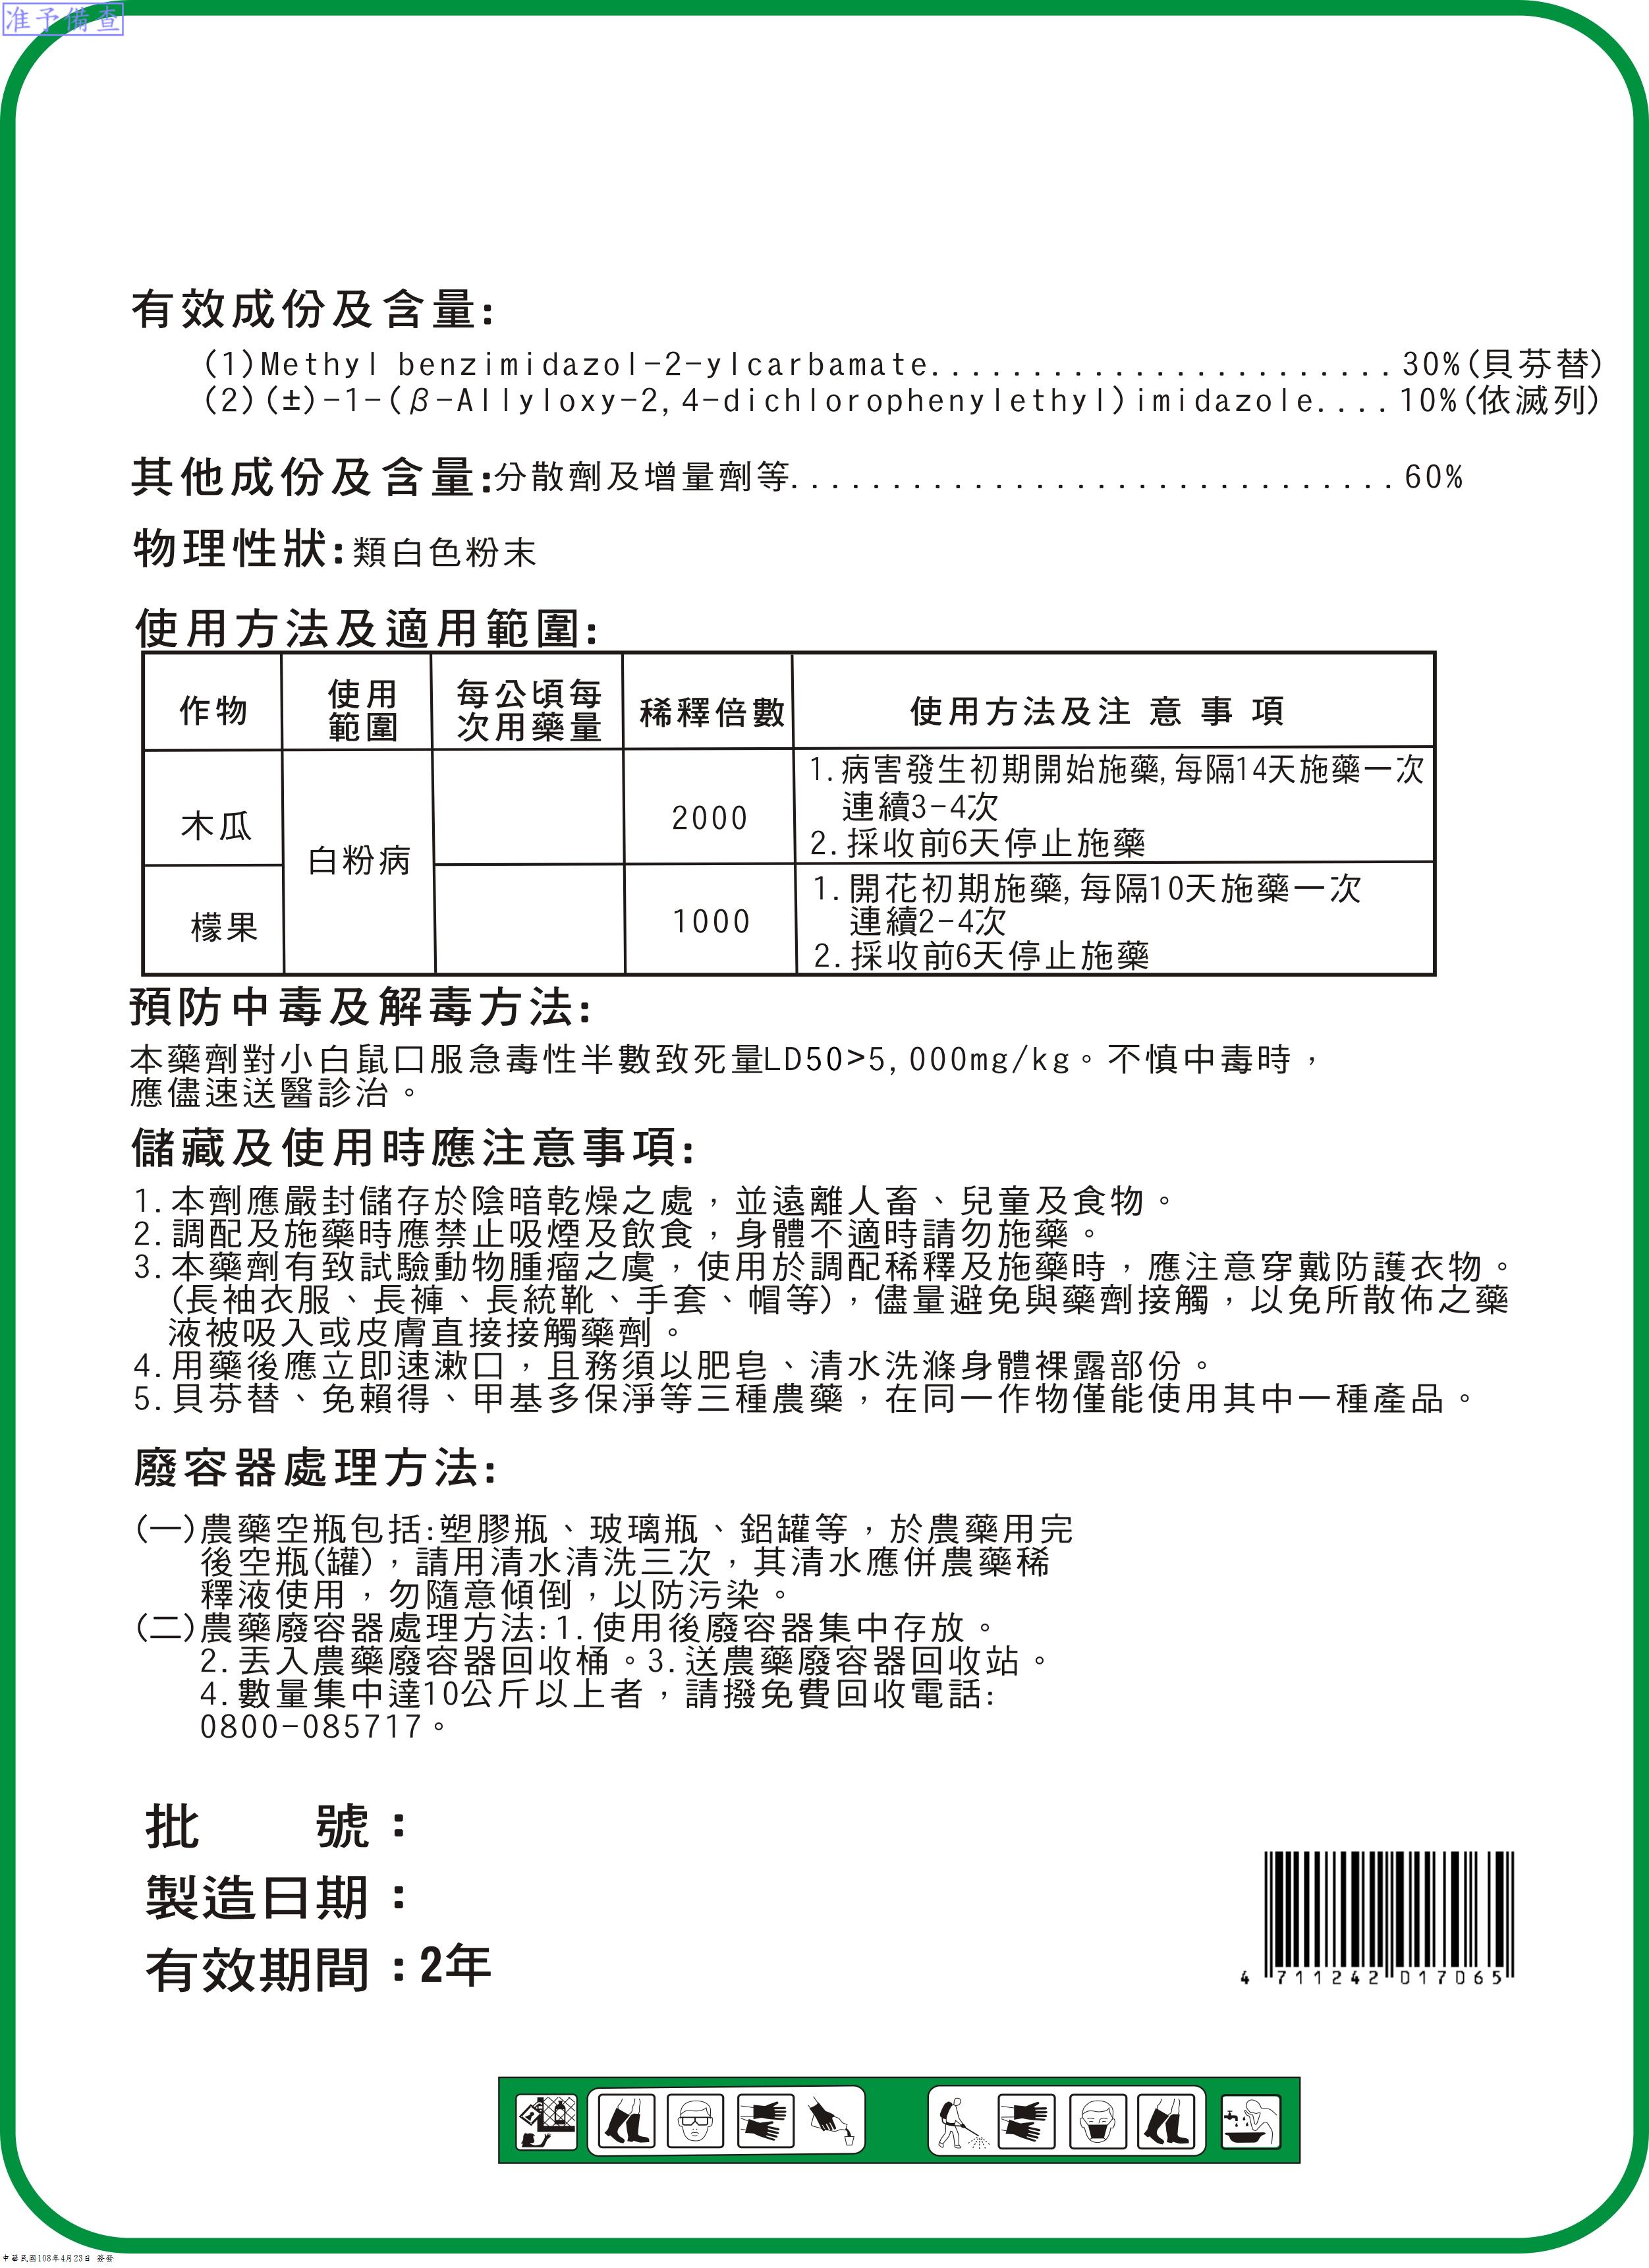 准予備查
有效成份及含量:
(1)Methyl benzimidazol-2-ylcarbamate........................30%(貝芬替)
(2)(±)-1-(β-Allyloxy-2,4-dichlorophenylethyl)imidazole....10%(依滅列)
其他成份及含量:分散劑及增量劑等................................60%
物理性狀:類白色粉末
使用方法及適用範圍:
作物 使用範圍 每公頃每次用藥量 稀釋倍數 使用方法及注意事項
木瓜 白粉病 2000 1.病害發生初期開始施藥,每隔14天施藥一次
連續3-4次
2.採收前6天停止施藥
檬果 1000 1.開花初期施藥,每隔10天施藥一次
連續2-4次
2.採收前6天停止施藥
預防中毒及解毒方法:
本藥劑對小白鼠口服急毒性半數致死量LD50>5,000mg/kg。不慎中毒時，
應儘速送醫診治。
儲藏及使用時應注意事項:
1.本劑應嚴封儲存於陰暗乾燥之處，並遠離人畜、兒童及食物。
2.調配及施藥時應禁止吸煙及飲食，身體不適時請勿施藥。
3.本藥劑有致試驗動物腫瘤之虞，使用於調配稀釋及施藥時，應注意穿戴防護衣物。
(長袖衣服、長褲、長統靴、手套、帽等)，儘量避免與藥劑接觸，以免所散佈之藥
液被吸入或皮膚直接接觸藥劑。
4.用藥後應立即速漱口，且務須以肥皂、清水洗滌身體裸露部份。
5.貝芬替、免賴得、甲基多保淨等三種農藥，在同一作物僅能使用其中一種產品。
廢容器處理方法:
(一)農藥空瓶包括:塑膠瓶、玻璃瓶、鋁罐等，於農藥用完
後空瓶(罐)，請用清水清洗三次，其清水應併農藥稀
釋液使用，勿隨意傾倒，以防污染。
(二)農藥廢容器處理方法:1.使用後廢容器集中存放。
2.丟入農藥廢容器回收桶。3.送農藥廢容器回收站。
4.數量集中達10公斤以上者，請撥免費回收電話:
0800-085717。
批　　號：
製造日期：
有效期間：2年
4 711242 017065
中華民國108年4月23日 簽發